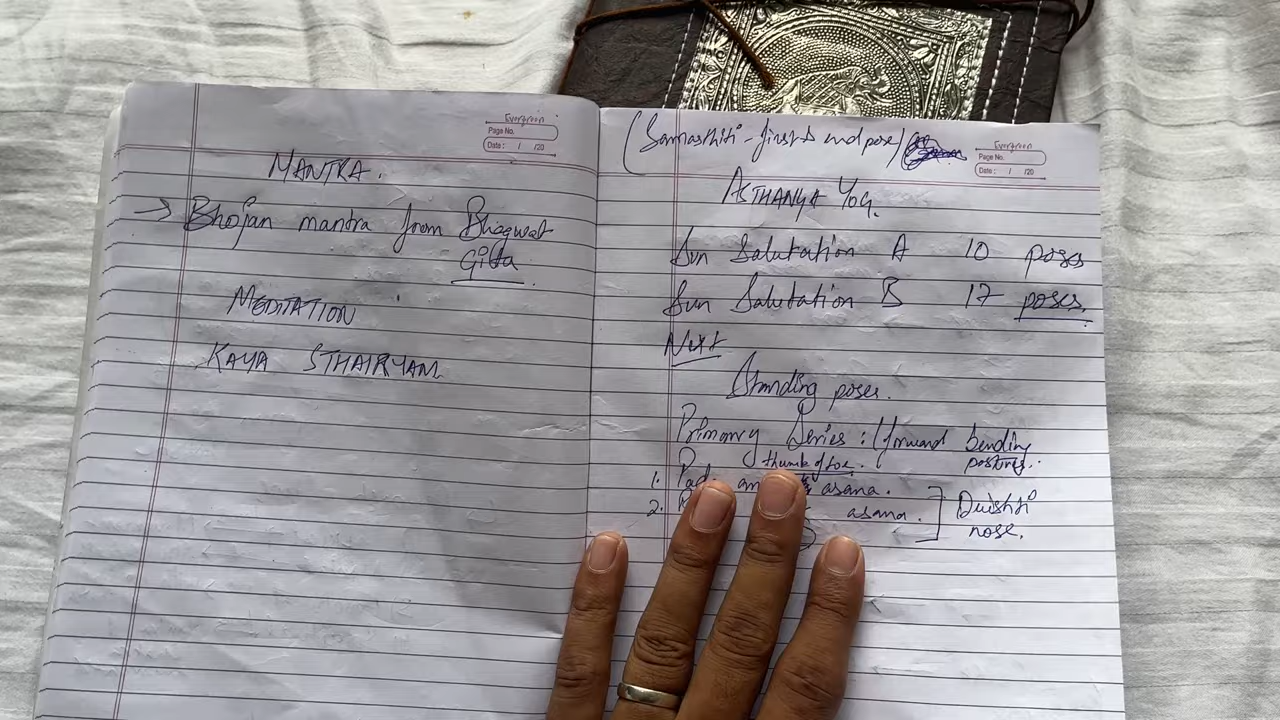 Evergreen
Page No.
Date : / /20
MANTRA.
→ Bhojan mantra from Bhagwat
Gita.
MEDITATION
KAYA STHAIRYAM
(Samasthiti - first & end pose)
Evergreen
Page No.
Date : / /20
ASTHANGA YOG.
Sun Salutation A 10 poses
Sun Salutation B 17 poses.
Next
Standing poses.
Primary Series : (forward bending
postures.
thumb of toe.
1. asana.
2. asana. ] Drishti
nose.